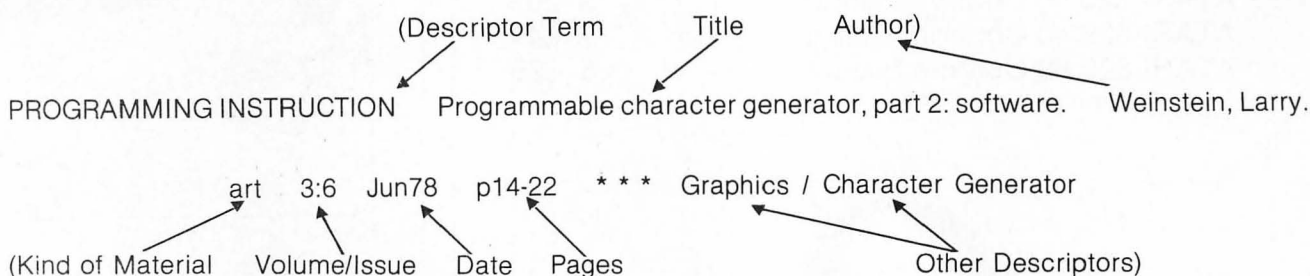 (Descriptor Term Title Author)
PROGRAMMING INSTRUCTION Programmable character generator, part 2: software. Weinstein, Larry.
art 3:6 Jun78 p14-22 * * * Graphics / Character Generator
(Kind of Material Volume/Issue Date Pages Other Descriptors)